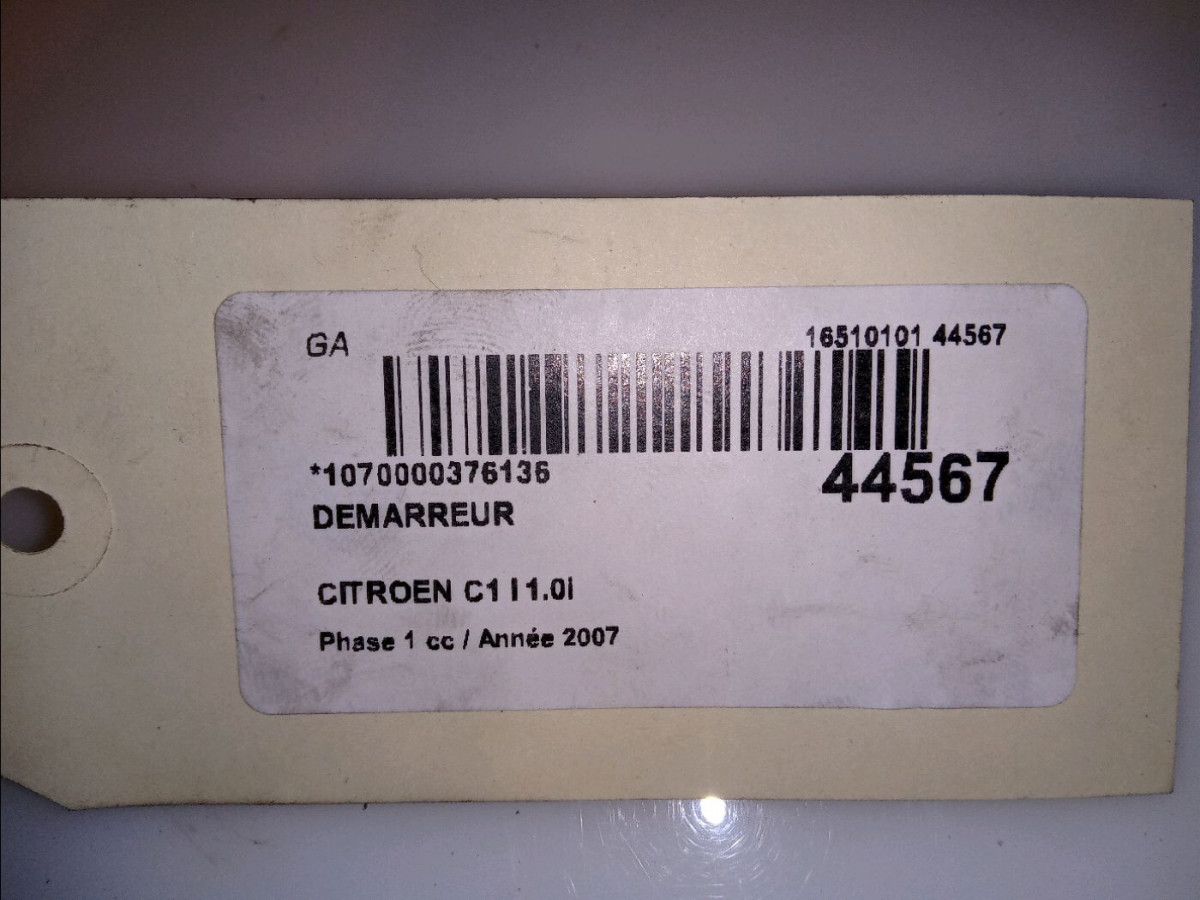 GA
16510101 44567
*1070000376136
44567
DEMARREUR
CITROEN C1 I 1.0i
Phase 1 cc / Année 2007